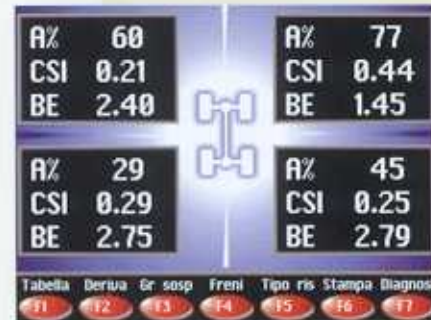 A% 60
CSI 0.21
BE 2.40
A% 77
CSI 0.44
BE 1.45
A% 29
CSI 0.29
BE 2.75
A% 45
CSI 0.25
BE 2.79
Tabella Deriva Gr sosp Freni Tipo ris Stampa Diagnos
F1 F2 F3 F4 F5 F6 F7